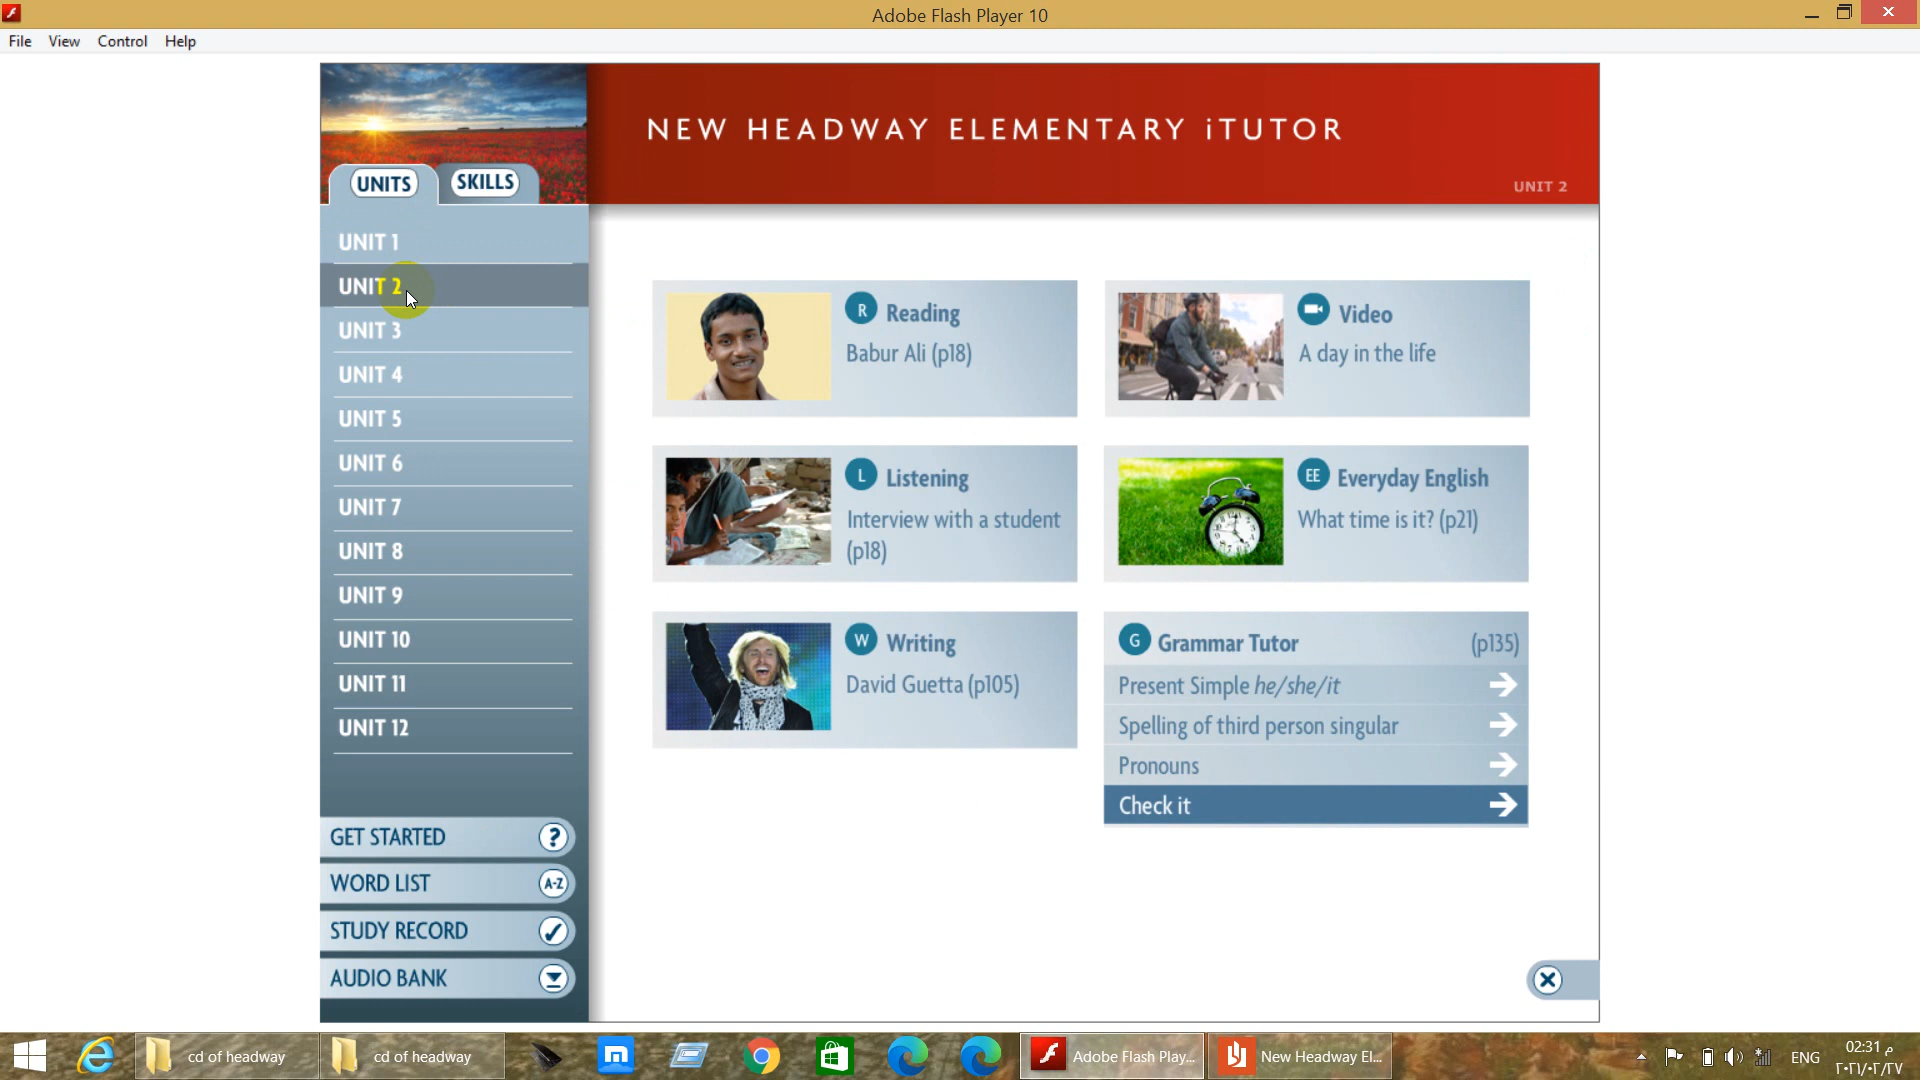 Adobe Flash Player 10
File View Control Help
NEW HEADWAY ELEMENTARY iTUTOR
UNIT 2
UNITS
SKILLS
UNIT 1
UNIT 2
UNIT 3
UNIT 4
UNIT 5
UNIT 6
UNIT 7
UNIT 8
UNIT 9
UNIT 10
UNIT 11
UNIT 12
GET STARTED ?
WORD LIST A-Z
STUDY RECORD
AUDIO BANK
R Reading
Babur Ali (p18)
Video
A day in the life
L Listening
Interview with a student
(p18)
EE Everyday English
What time is it? (p21)
W Writing
David Guetta (p105)
G Grammar Tutor (p135)
Present Simple he/she/it
Spelling of third person singular
Pronouns
Check it
cd of headway
cd of headway
Adobe Flash Play...
New Headway El...
ENG
02:31 م
٢٠٢١/٠٢/٢٧